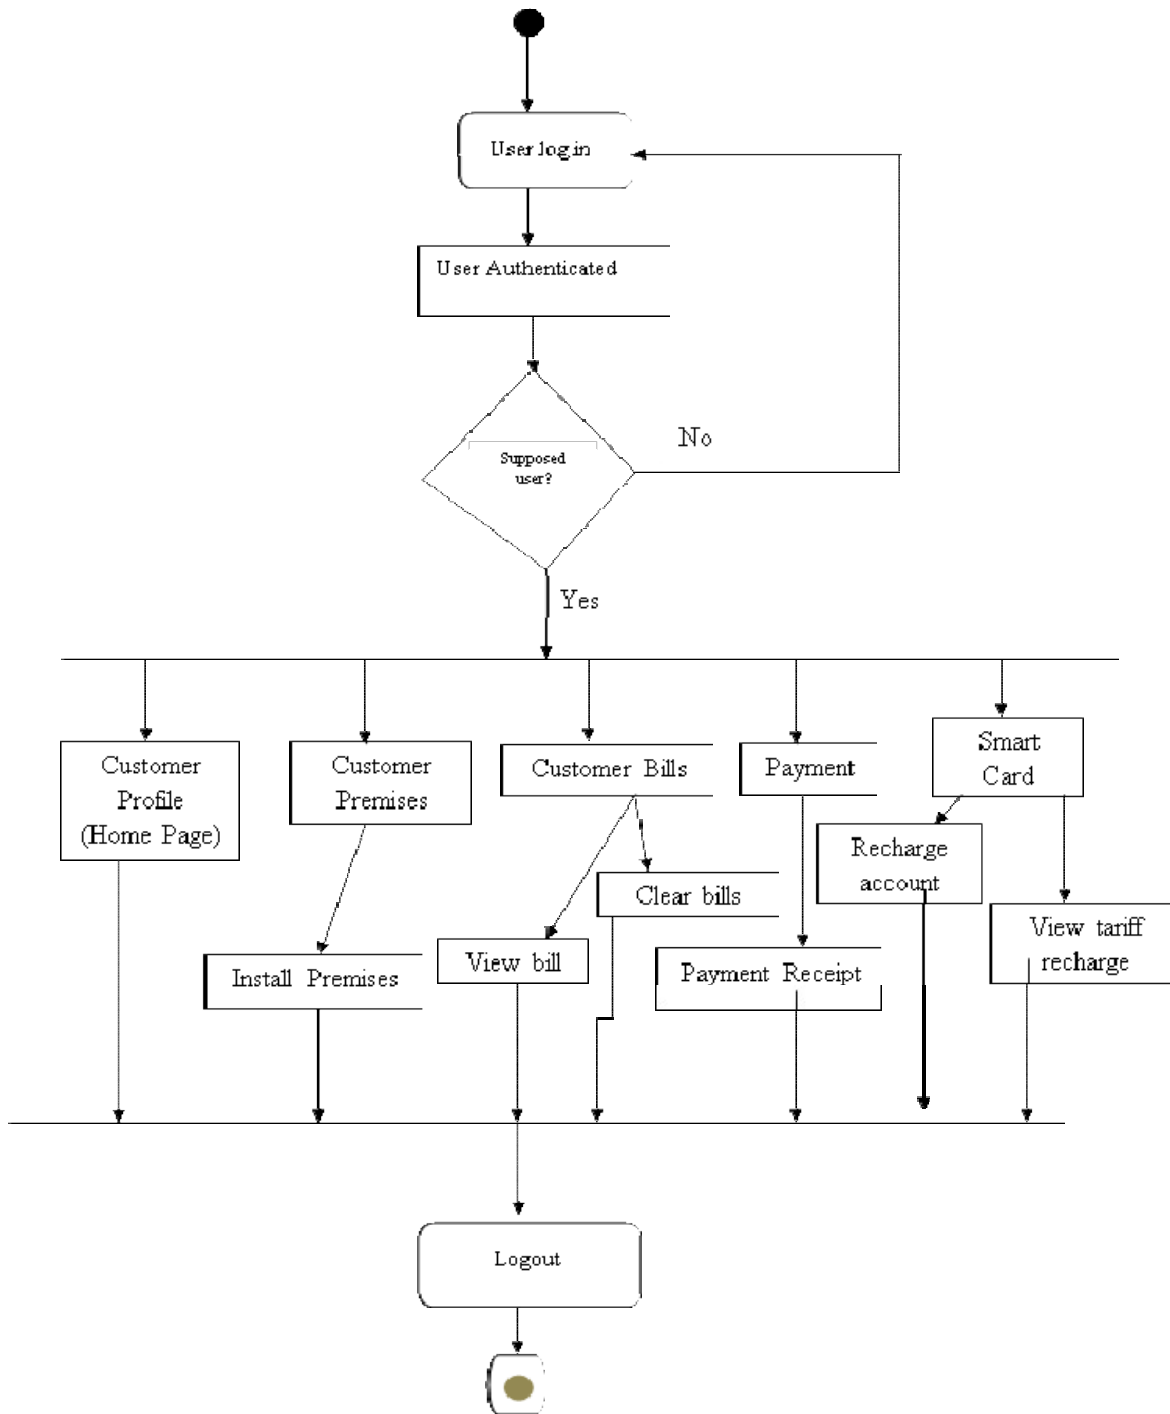 User log in
User Authenticated
No
Supposed
user?
Yes
Customer
Profile
(Home Page)
Customer
Premises
Customer Bills
Payment
Smart
Card
Recharge
account
Clear bills
View tariff
recharge
View bill
Install Premises
Payment Receipt
Logout